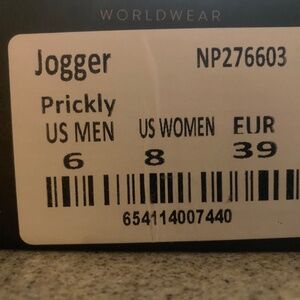 WORLDWEAR
Jogger NP276603
Prickly
US MEN US WOMEN EUR
6 8 39
654114007440